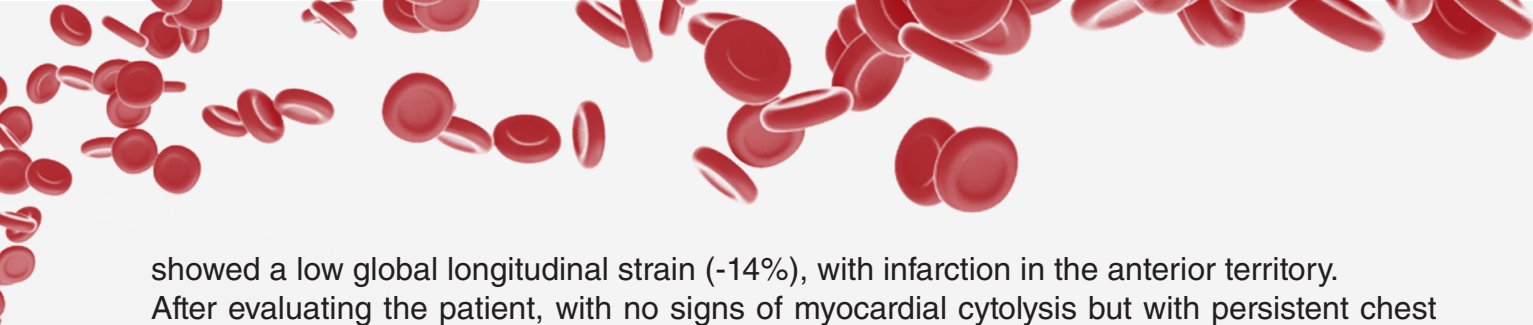 showed a low global longitudinal strain (-14%), with infarction in the anterior territory.
After evaluating the patient, with no signs of myocardial cytolysis but with persistent chest